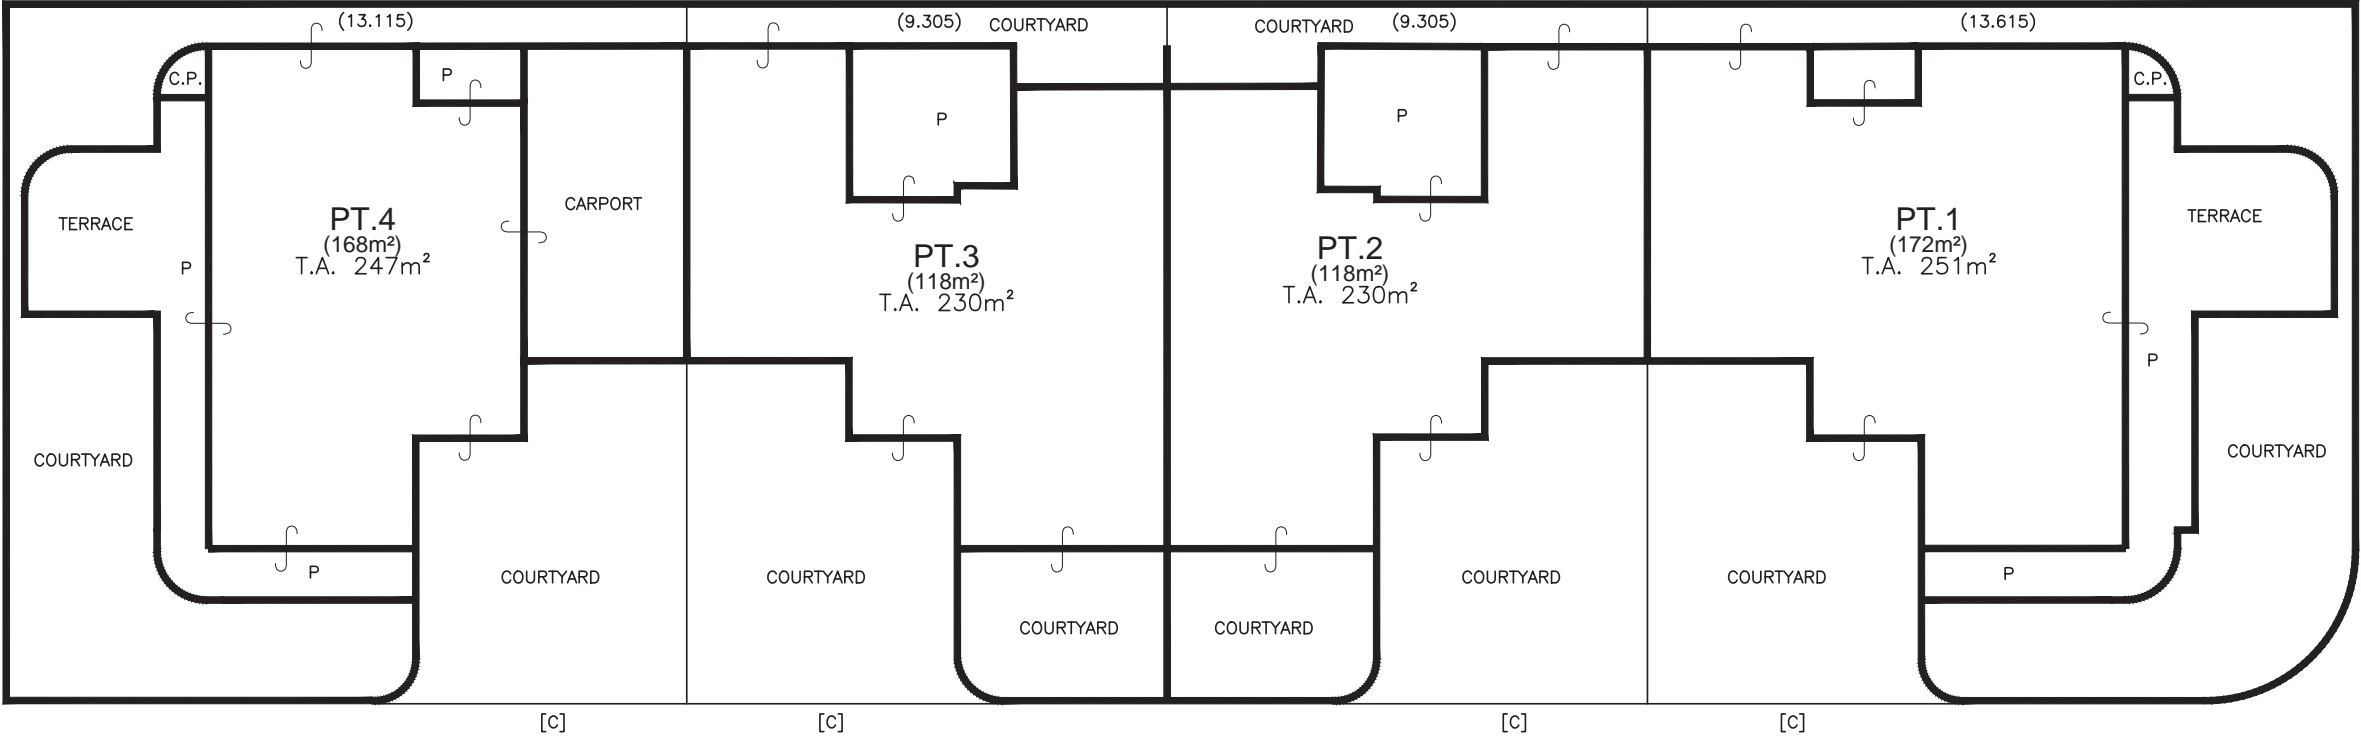 (13.115)
(9.305)
COURTYARD
COURTYARD
(9.305)
(13.615)
C.P.
P
P
P
C.P.
TERRACE
PT.4
(168m²)
T.A. 247m²
CARPORT
PT.3
(118m²)
T.A. 230m²
PT.2
(118m²)
T.A. 230m²
PT.1
(172m²)
T.A. 251m²
TERRACE
P
P
COURTYARD
COURTYARD
P
COURTYARD
COURTYARD
COURTYARD
COURTYARD
COURTYARD
COURTYARD
P
[C]
[C]
[C]
[C]